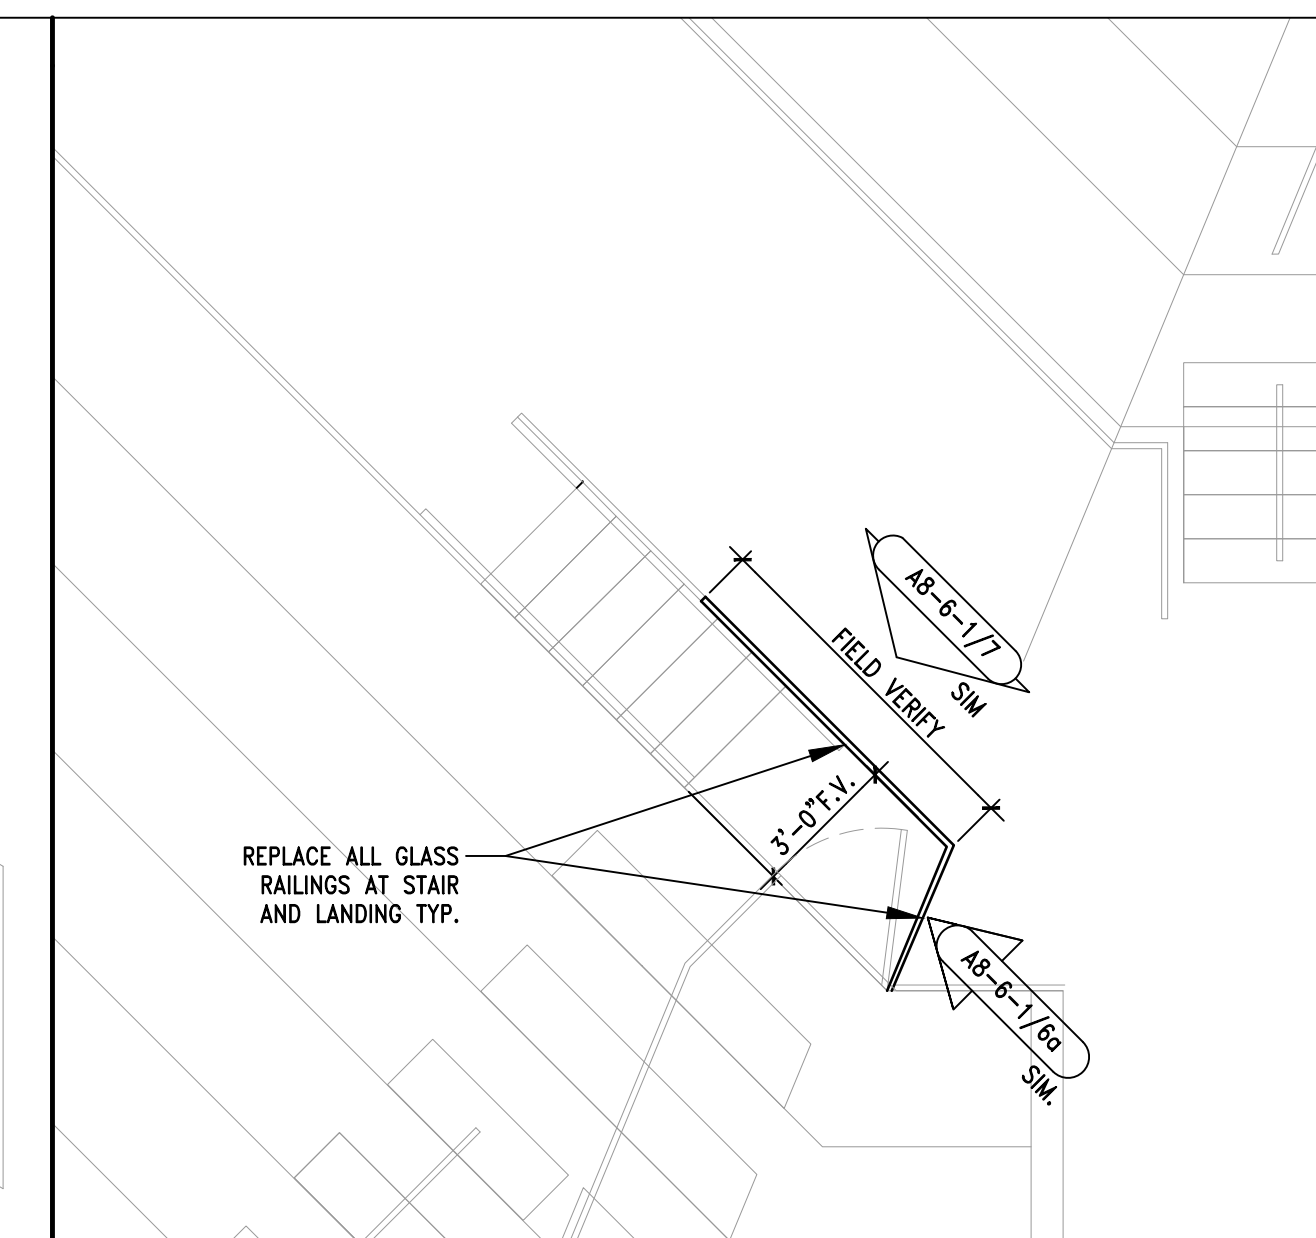 A8-6-1/7
SIM
FIELD VERIFY
3'-0" F.V.
REPLACE ALL GLASS
RAILINGS AT STAIR
AND LANDING TYP.
A8-6-1/6a
SIM.